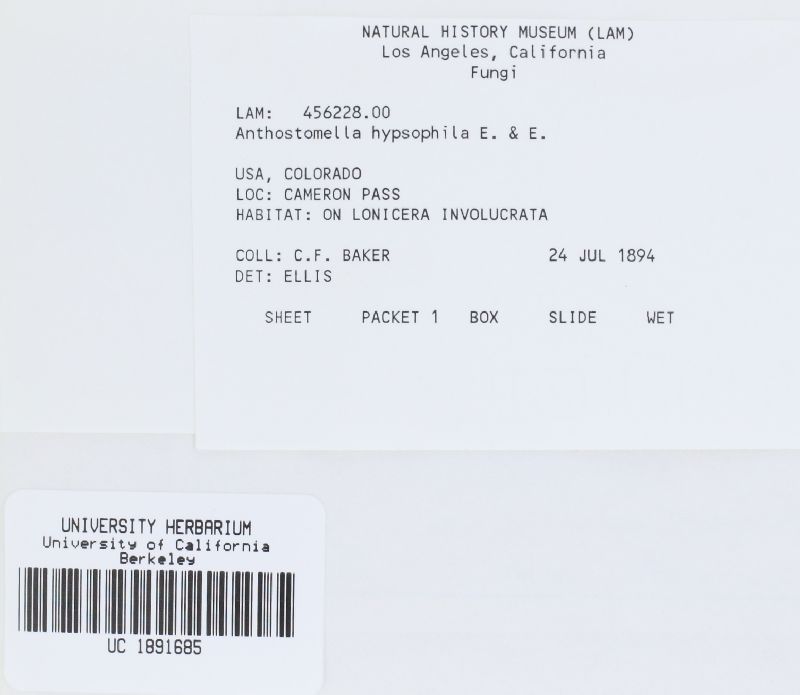 NATURAL HISTORY MUSEUM (LAM)
Los Angeles, California
Fungi
LAM: 456228.00
Anthostomella hypsophila E. & E.
USA, COLORADO
LOC: CAMERON PASS
HABITAT: ON LONICERA INVOLUCRATA
COLL: C.F. BAKER 24 JUL 1894
DET: ELLIS
SHEET PACKET 1 BOX SLIDE WET
UNIVERSITY HERBARIUM
University of California
Berkeley
UC 1891685